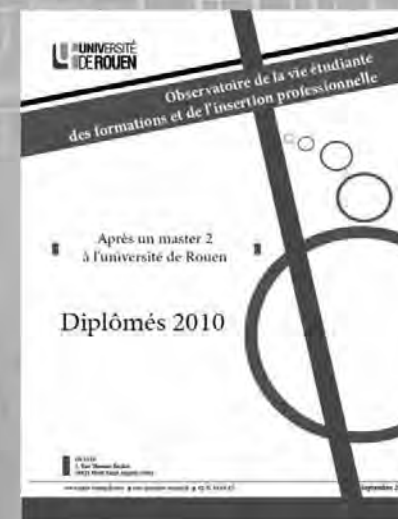 UNIVERSITÉ
DE ROUEN
Observatoire de la vie étudiante
des formations et de l'insertion professionnelle
Après un master 2
à l'université de Rouen
Diplômés 2010